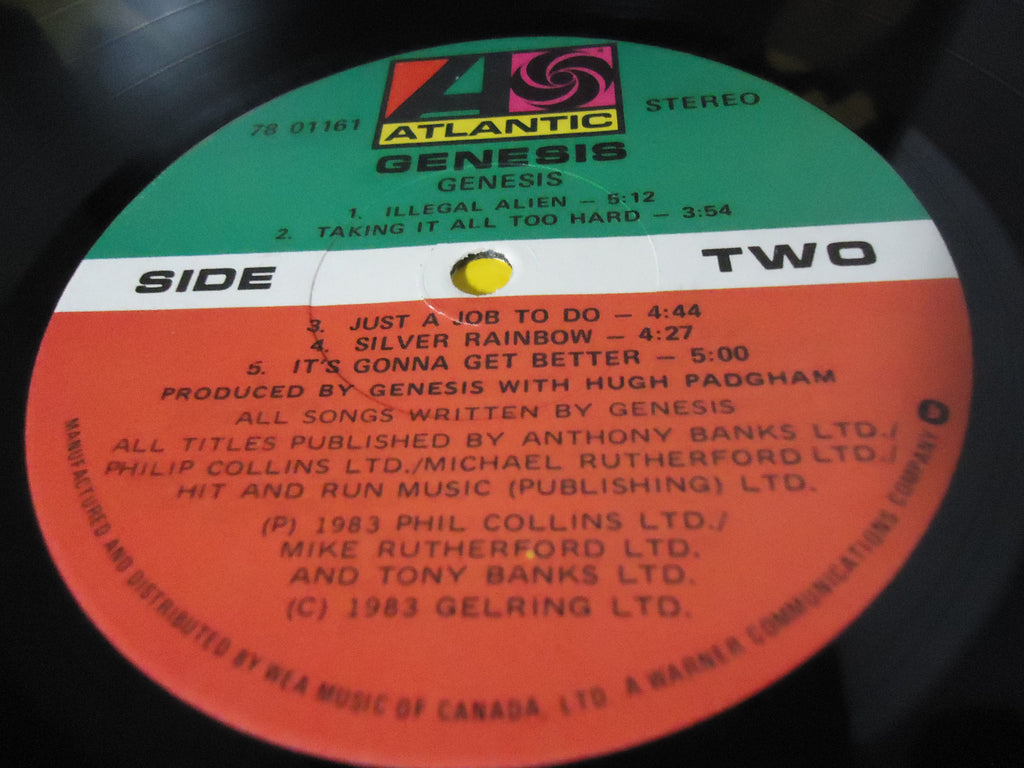 78 01161
ATLANTIC
STEREO
GENESIS
GENESIS
1. ILLEGAL ALIEN – 5:12
2. TAKING IT ALL TOO HARD – 3:54
SIDE TWO
3. JUST A JOB TO DO – 4:44
4. SILVER RAINBOW – 4:27
5. IT'S GONNA GET BETTER – 5:00
PRODUCED BY GENESIS WITH HUGH PADGHAM
ALL SONGS WRITTEN BY GENESIS
ALL TITLES PUBLISHED BY ANTHONY BANKS LTD./
PHILIP COLLINS LTD./MICHAEL RUTHERFORD LTD./
HIT AND RUN MUSIC (PUBLISHING) LTD.
(P) 1983 PHIL COLLINS LTD./
MIKE RUTHERFORD LTD.
AND TONY BANKS LTD.
(C) 1983 GELRING LTD.
MANUFACTURED AND DISTRIBUTED BY WEA MUSIC OF CANADA, LTD. A WARNER COMMUNICATIONS COMPANY